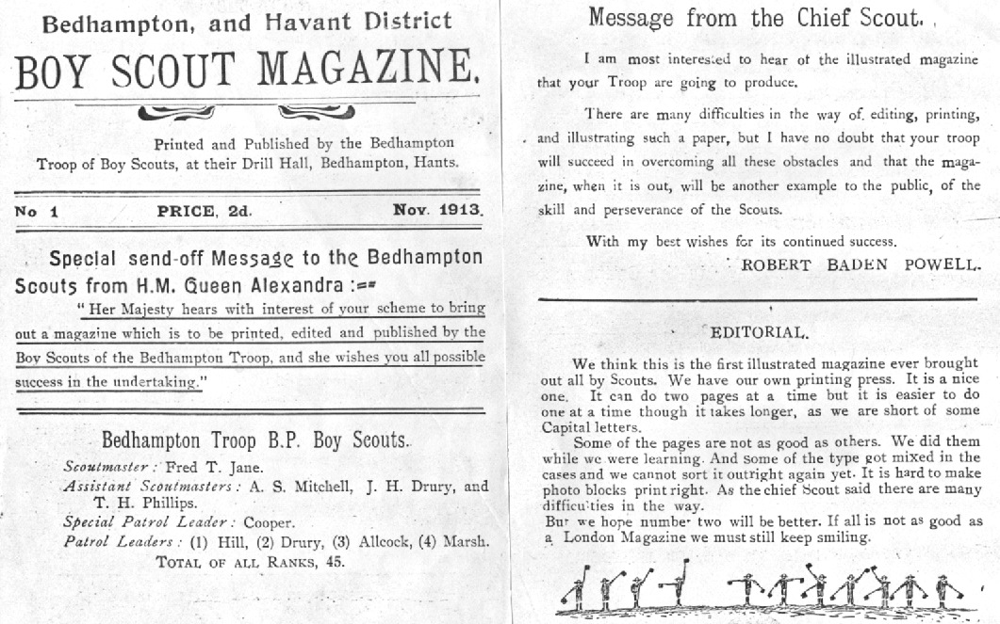 Bedhampton, and Havant District
BOY SCOUT MAGAZINE.
Printed and Published by the Bedhampton
Troop of Boy Scouts, at their Drill Hall, Bedhampton, Hants.
No 1 PRICE, 2d. Nov. 1913.
Special send-off Message to the Bedhampton
Scouts from H.M. Queen Alexandra :==
" Her Majesty hears with interest of your scheme to bring
out a magazine which is to be printed, edited and published by the
Boy Scouts of the Bedhampton Troop, and she wishes you all possible
success in the undertaking."
Bedhampton Troop B.P. Boy Scouts.
Scoutmaster : Fred T. Jane.
Assistant Scoutmasters : A. S. Mitchell, J. H. Drury, and
T. H. Phillips.
Special Patrol Leader : Cooper.
Patrol Leaders : (1) Hill, (2) Drury, (3) Allcock, (4) Marsh.
TOTAL OF ALL RANKS, 45.
Message from the Chief Scout.
I am most interested to hear of the illustrated magazine
that your Troop are going to produce.
There are many difficulties in the way of editing, printing,
and illustrating such a paper, but I have no doubt that your troop
will succeed in overcoming all these obstacles and that the maga-
zine, when it is out, will be another example to the public, of the
skill and perseverance of the Scouts.
With my best wishes for its continued success.
ROBERT BADEN POWELL.
EDITORIAL.
We think this is the first illustrated magazine ever brought
out all by Scouts. We have our own printing press. It is a nice
one. It can do two pages at a time but it is easier to do
one at a time though it takes longer, as we are short of some
Capital letters.
Some of the pages are not as good as others. We did them
while we were learning. And some of the type got mixed in the
cases and we cannot sort it outright again yet. It is hard to make
photo blocks print right. As the chief Scout said there are many
difficulties in the way.
But we hope number two will be better. If all is not as good as
a London Magazine we must still keep smiling.